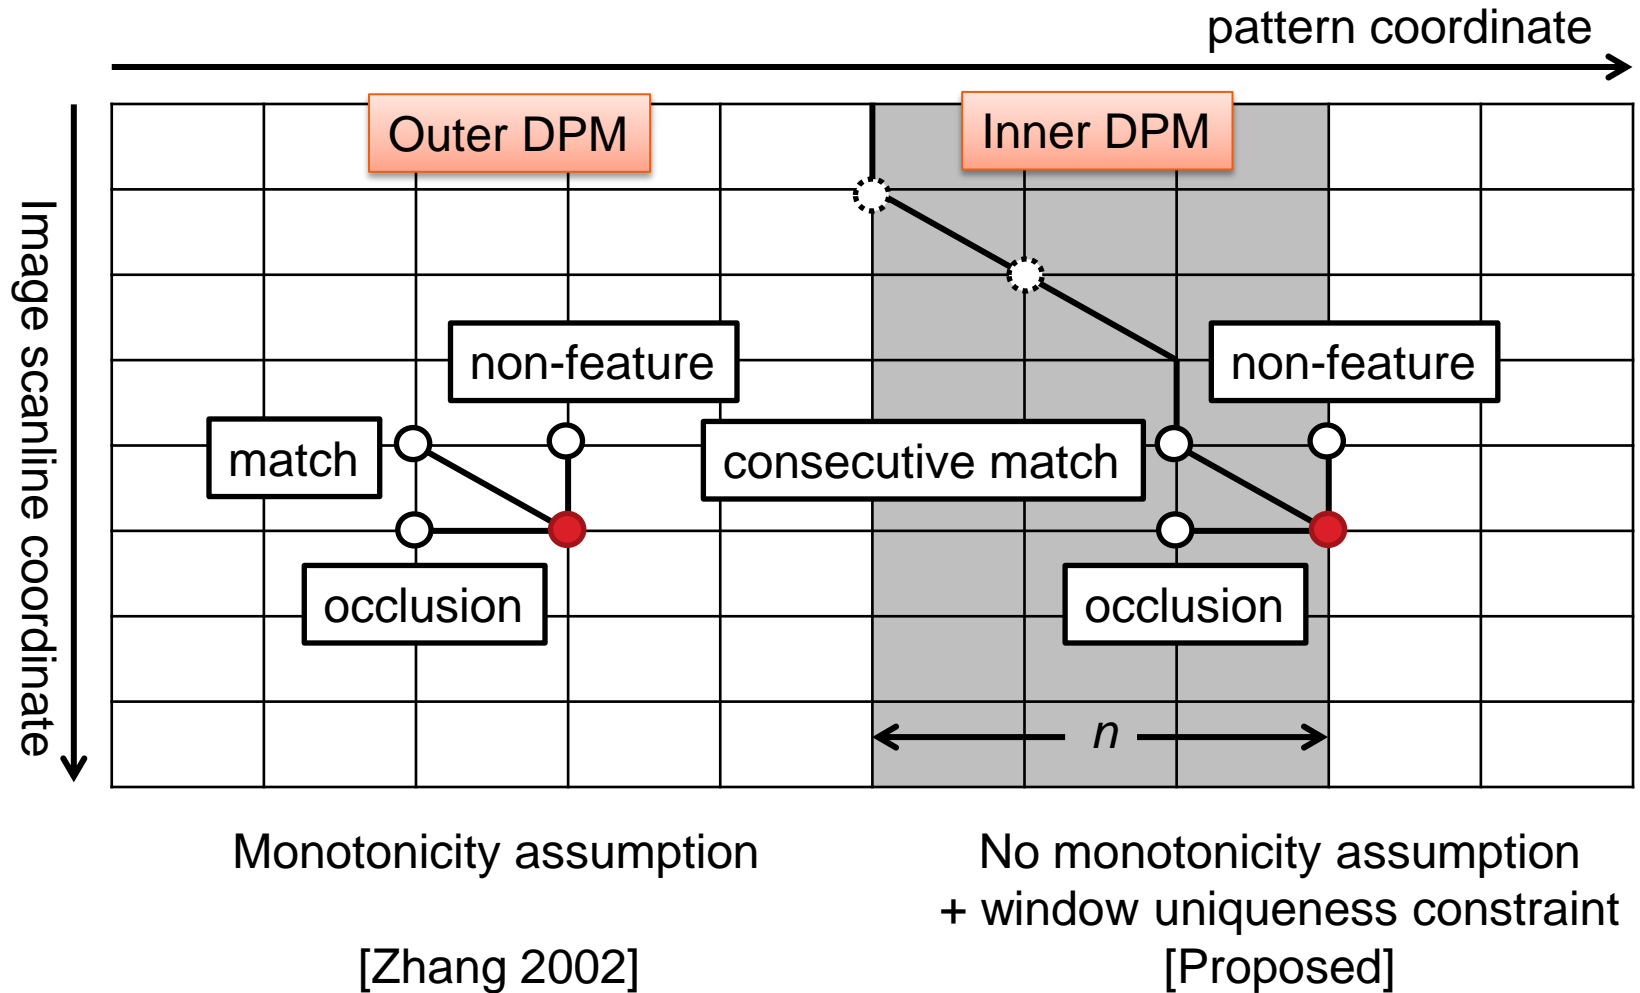 pattern coordinate
Outer DPM
Inner DPM
Image scanline coordinate
non-feature
non-feature
match
consecutive match
occlusion
occlusion
n
Monotonicity assumption
[Zhang 2002]
No monotonicity assumption
+ window uniqueness constraint
[Proposed]